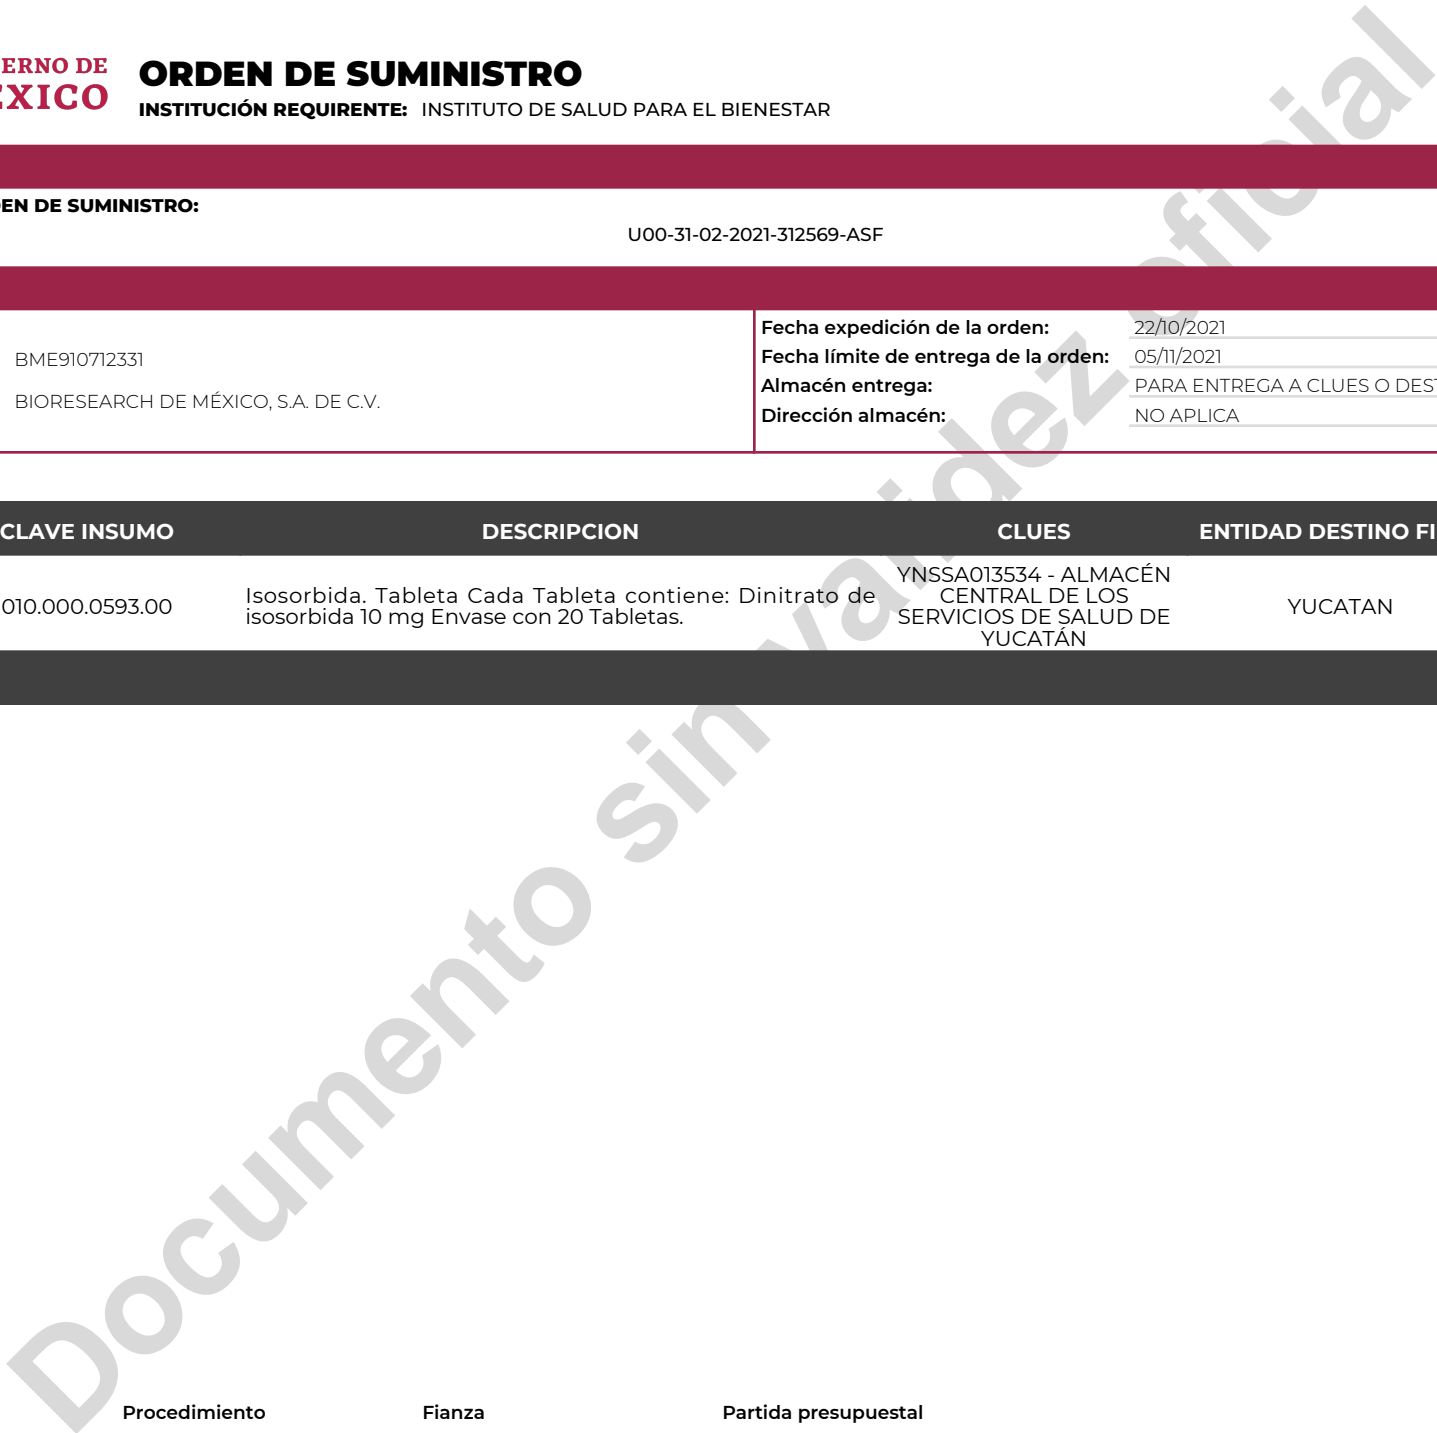 ERNO DE
ÉXICO
ORDEN DE SUMINISTRO
INSTITUCIÓN REQUIRENTE: INSTITUTO DE SALUD PARA EL BIENESTAR
EN DE SUMINISTRO:
U00-31-02-2021-312569-ASF
BME910712331
BIORESEARCH DE MÉXICO, S.A. DE C.V.
Fecha expedición de la orden: 22/10/2021
Fecha límite de entrega de la orden: 05/11/2021
Almacén entrega: PARA ENTREGA A CLUES O DEST
Dirección almacén: NO APLICA
CLAVE INSUMO DESCRIPCION CLUES ENTIDAD DESTINO FI
010.000.0593.00
Isosorbida. Tableta Cada Tableta contiene: Dinitrato de
isosorbida 10 mg Envase con 20 Tabletas.
YNSSA013534 - ALMACÉN
CENTRAL DE LOS
SERVICIOS DE SALUD DE
YUCATÁN
YUCATAN
Documento sin validez oficial
Procedimiento Fianza Partida presupuestal